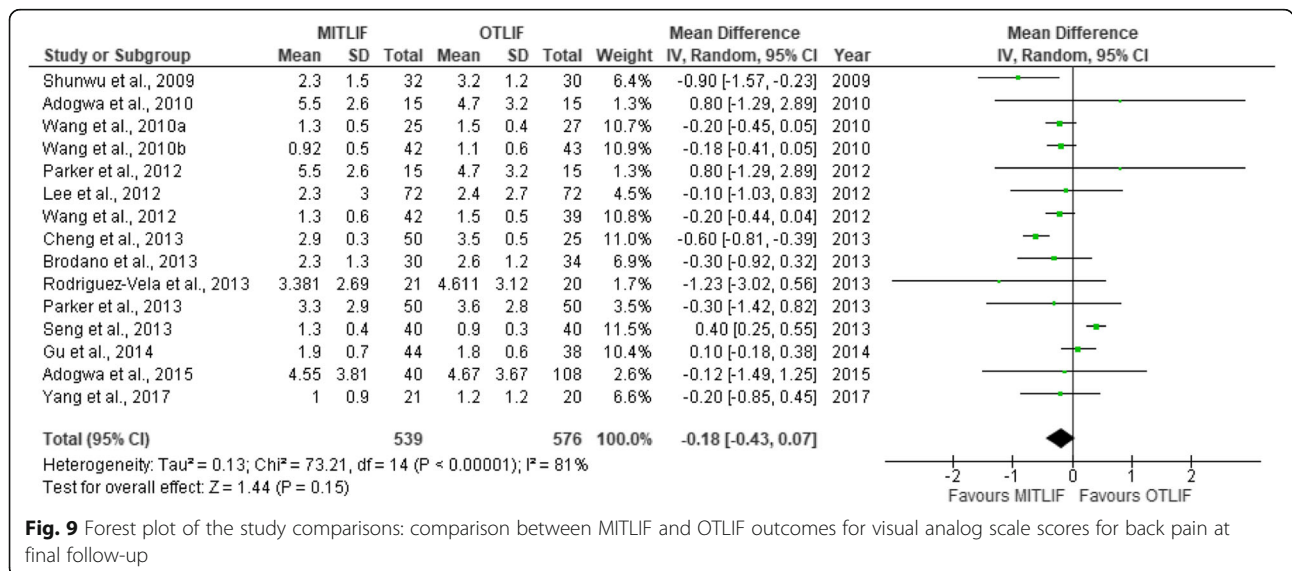 MITLIF OTLIF Mean Difference Mean Difference
Study or Subgroup Mean SD Total Mean SD Total Weight IV, Random, 95% CI Year IV, Random, 95% CI
Shunwu et al., 2009 2.3 1.5 32 3.2 1.2 30 6.4% -0.90 [-1.57, -0.23] 2009
Adogwa et al., 2010 5.5 2.6 15 4.7 3.2 15 1.3% 0.80 [-1.29, 2.89] 2010
Wang et al., 2010a 1.3 0.5 25 1.5 0.4 27 10.7% -0.20 [-0.45, 0.05] 2010
Wang et al., 2010b 0.92 0.5 42 1.1 0.6 43 10.9% -0.18 [-0.41, 0.05] 2010
Parker et al., 2012 5.5 2.6 15 4.7 3.2 15 1.3% 0.80 [-1.29, 2.89] 2012
Lee et al., 2012 2.3 3 72 2.4 2.7 72 4.5% -0.10 [-1.03, 0.83] 2012
Wang et al., 2012 1.3 0.6 42 1.5 0.5 39 10.8% -0.20 [-0.44, 0.04] 2012
Cheng et al., 2013 2.9 0.3 50 3.5 0.5 25 11.0% -0.60 [-0.81, -0.39] 2013
Brodano et al., 2013 2.3 1.3 30 2.6 1.2 34 6.9% -0.30 [-0.92, 0.32] 2013
Rodriguez-Vela et al., 2013 3.381 2.69 21 4.611 3.12 20 1.7% -1.23 [-3.02, 0.56] 2013
Parker et al., 2013 3.3 2.9 50 3.6 2.8 50 3.5% -0.30 [-1.42, 0.82] 2013
Seng et al., 2013 1.3 0.4 40 0.9 0.3 40 11.5% 0.40 [0.25, 0.55] 2013
Gu et al., 2014 1.9 0.7 44 1.8 0.6 38 10.4% 0.10 [-0.18, 0.38] 2014
Adogwa et al., 2015 4.55 3.81 40 4.67 3.67 108 2.6% -0.12 [-1.49, 1.25] 2015
Yang et al., 2017 1 0.9 21 1.2 1.2 20 6.6% -0.20 [-0.85, 0.45] 2017
Total (95% CI) 539 576 100.0% -0.18 [-0.43, 0.07]
Heterogeneity: Tau² = 0.13; Chi² = 73.21, df = 14 (P < 0.00001); I² = 81%
Test for overall effect: Z = 1.44 (P = 0.15)
-2 -1 0 1 2
Favours MITLIF Favours OTLIF
Fig. 9 Forest plot of the study comparisons: comparison between MITLIF and OTLIF outcomes for visual analog scale scores for back pain at
final follow-up